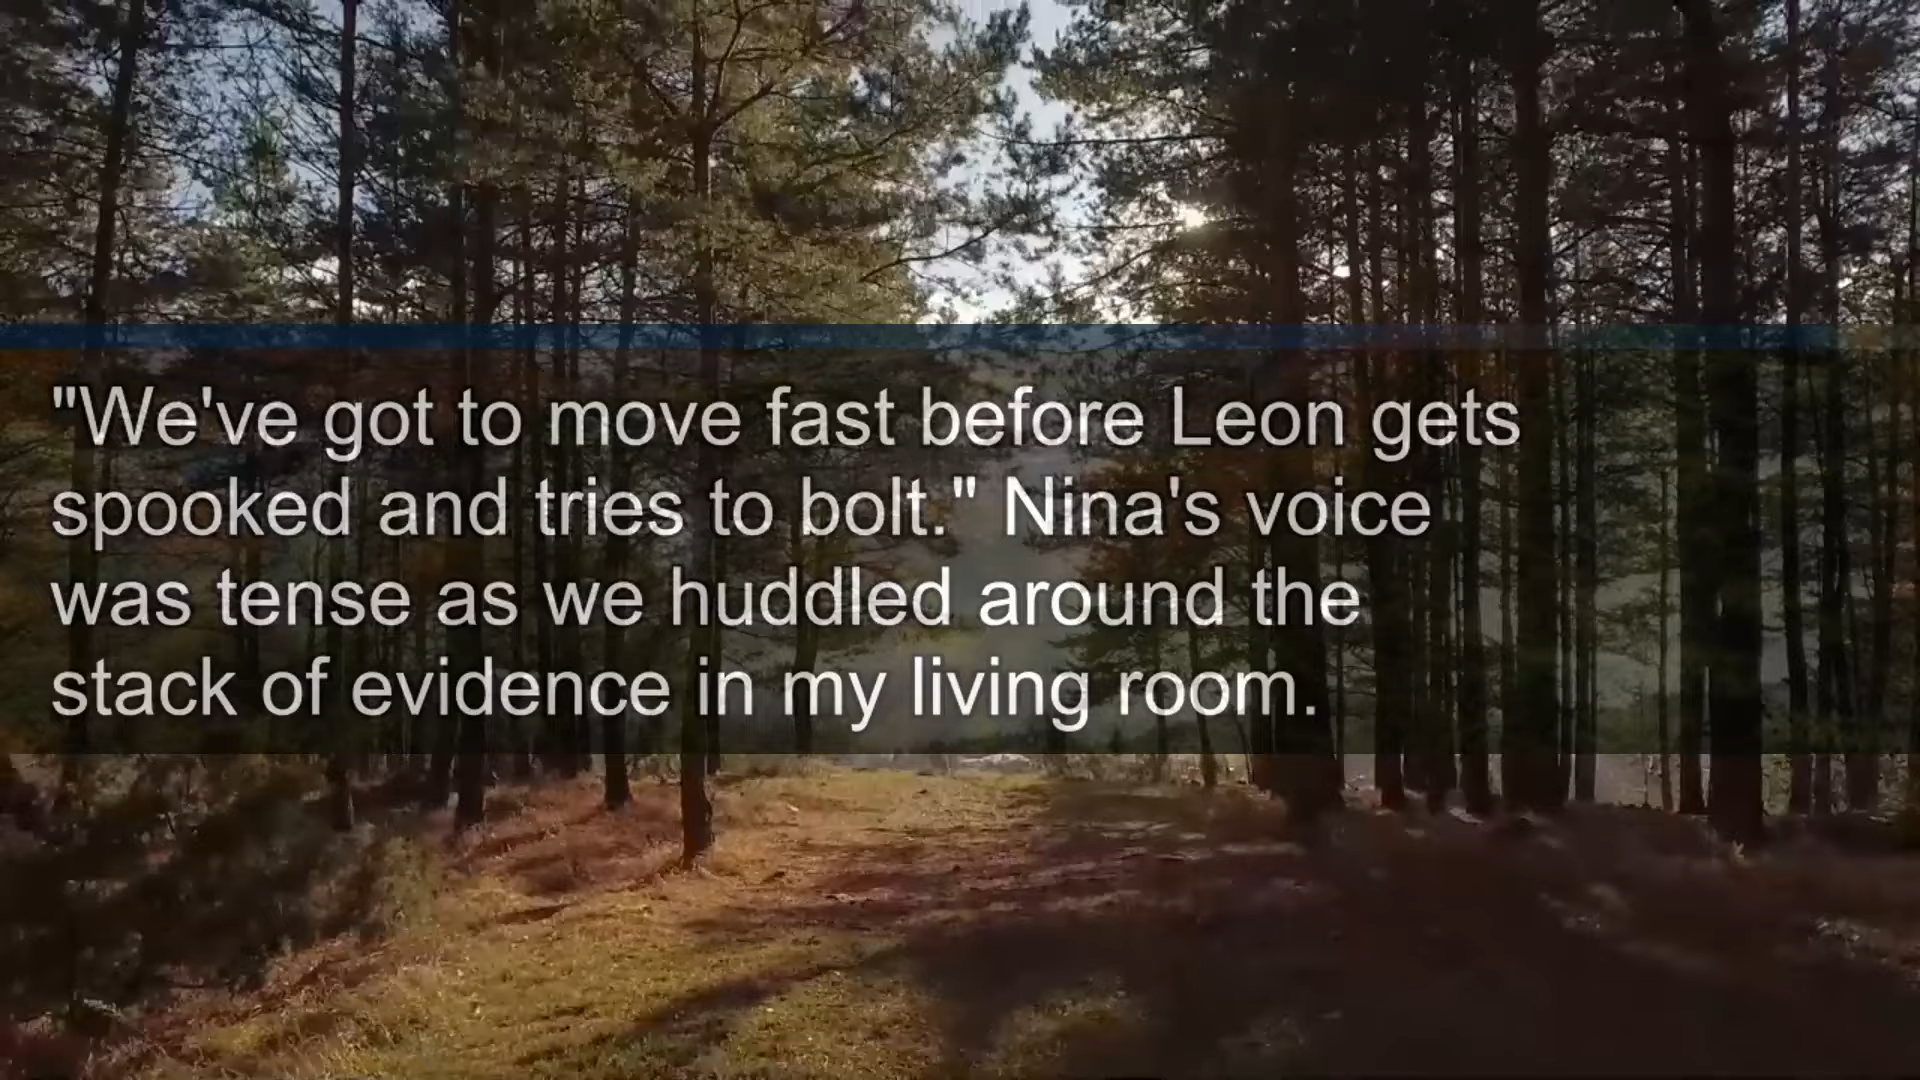 "We've got to move fast before Leon gets
spooked and tries to bolt." Nina's voice
was tense as we huddled around the
stack of evidence in my living room.